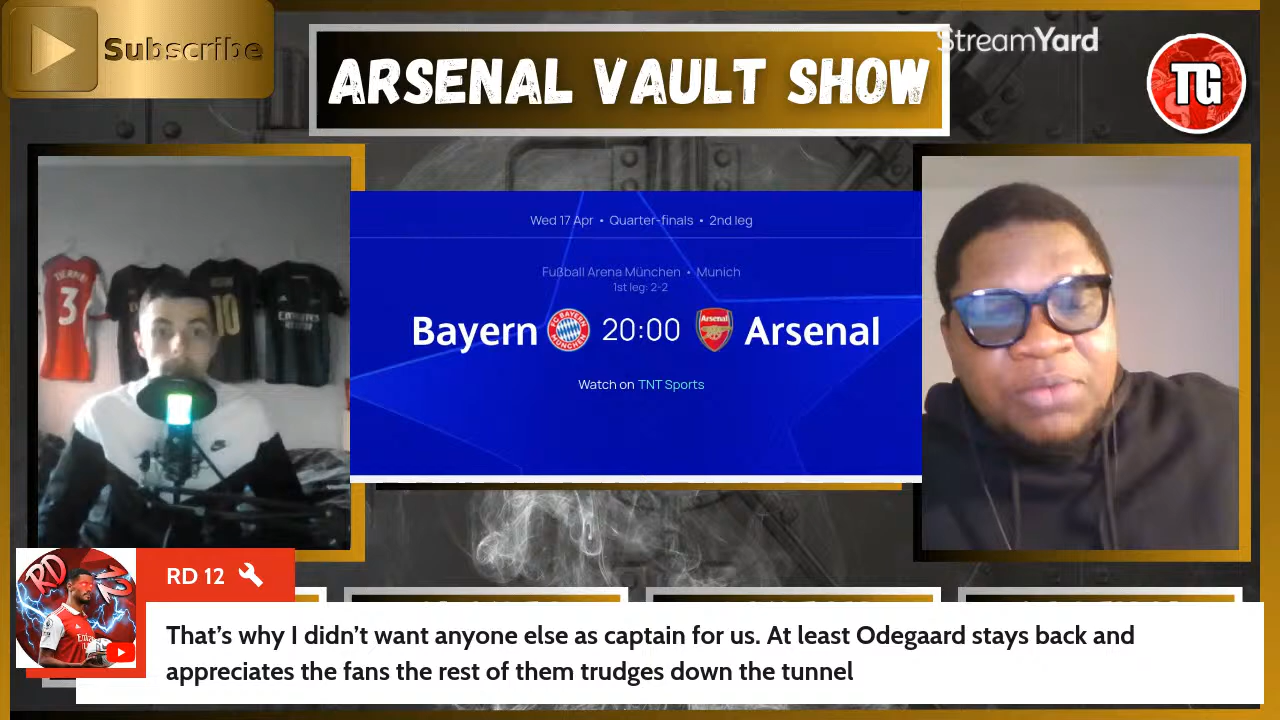 Subscribe
StreamYard
ARSENAL VAULT SHOW
TG
Wed 17 Apr • Quarter-finals • 2nd leg
Fußball Arena München • Munich
1st leg: 2-2
Bayern 20:00 Arsenal
Watch on TNT Sports
3
10
RD 12
That's why I didn't want anyone else as captain for us. At least Odegaard stays back and
appreciates the fans the rest of them trudges down the tunnel